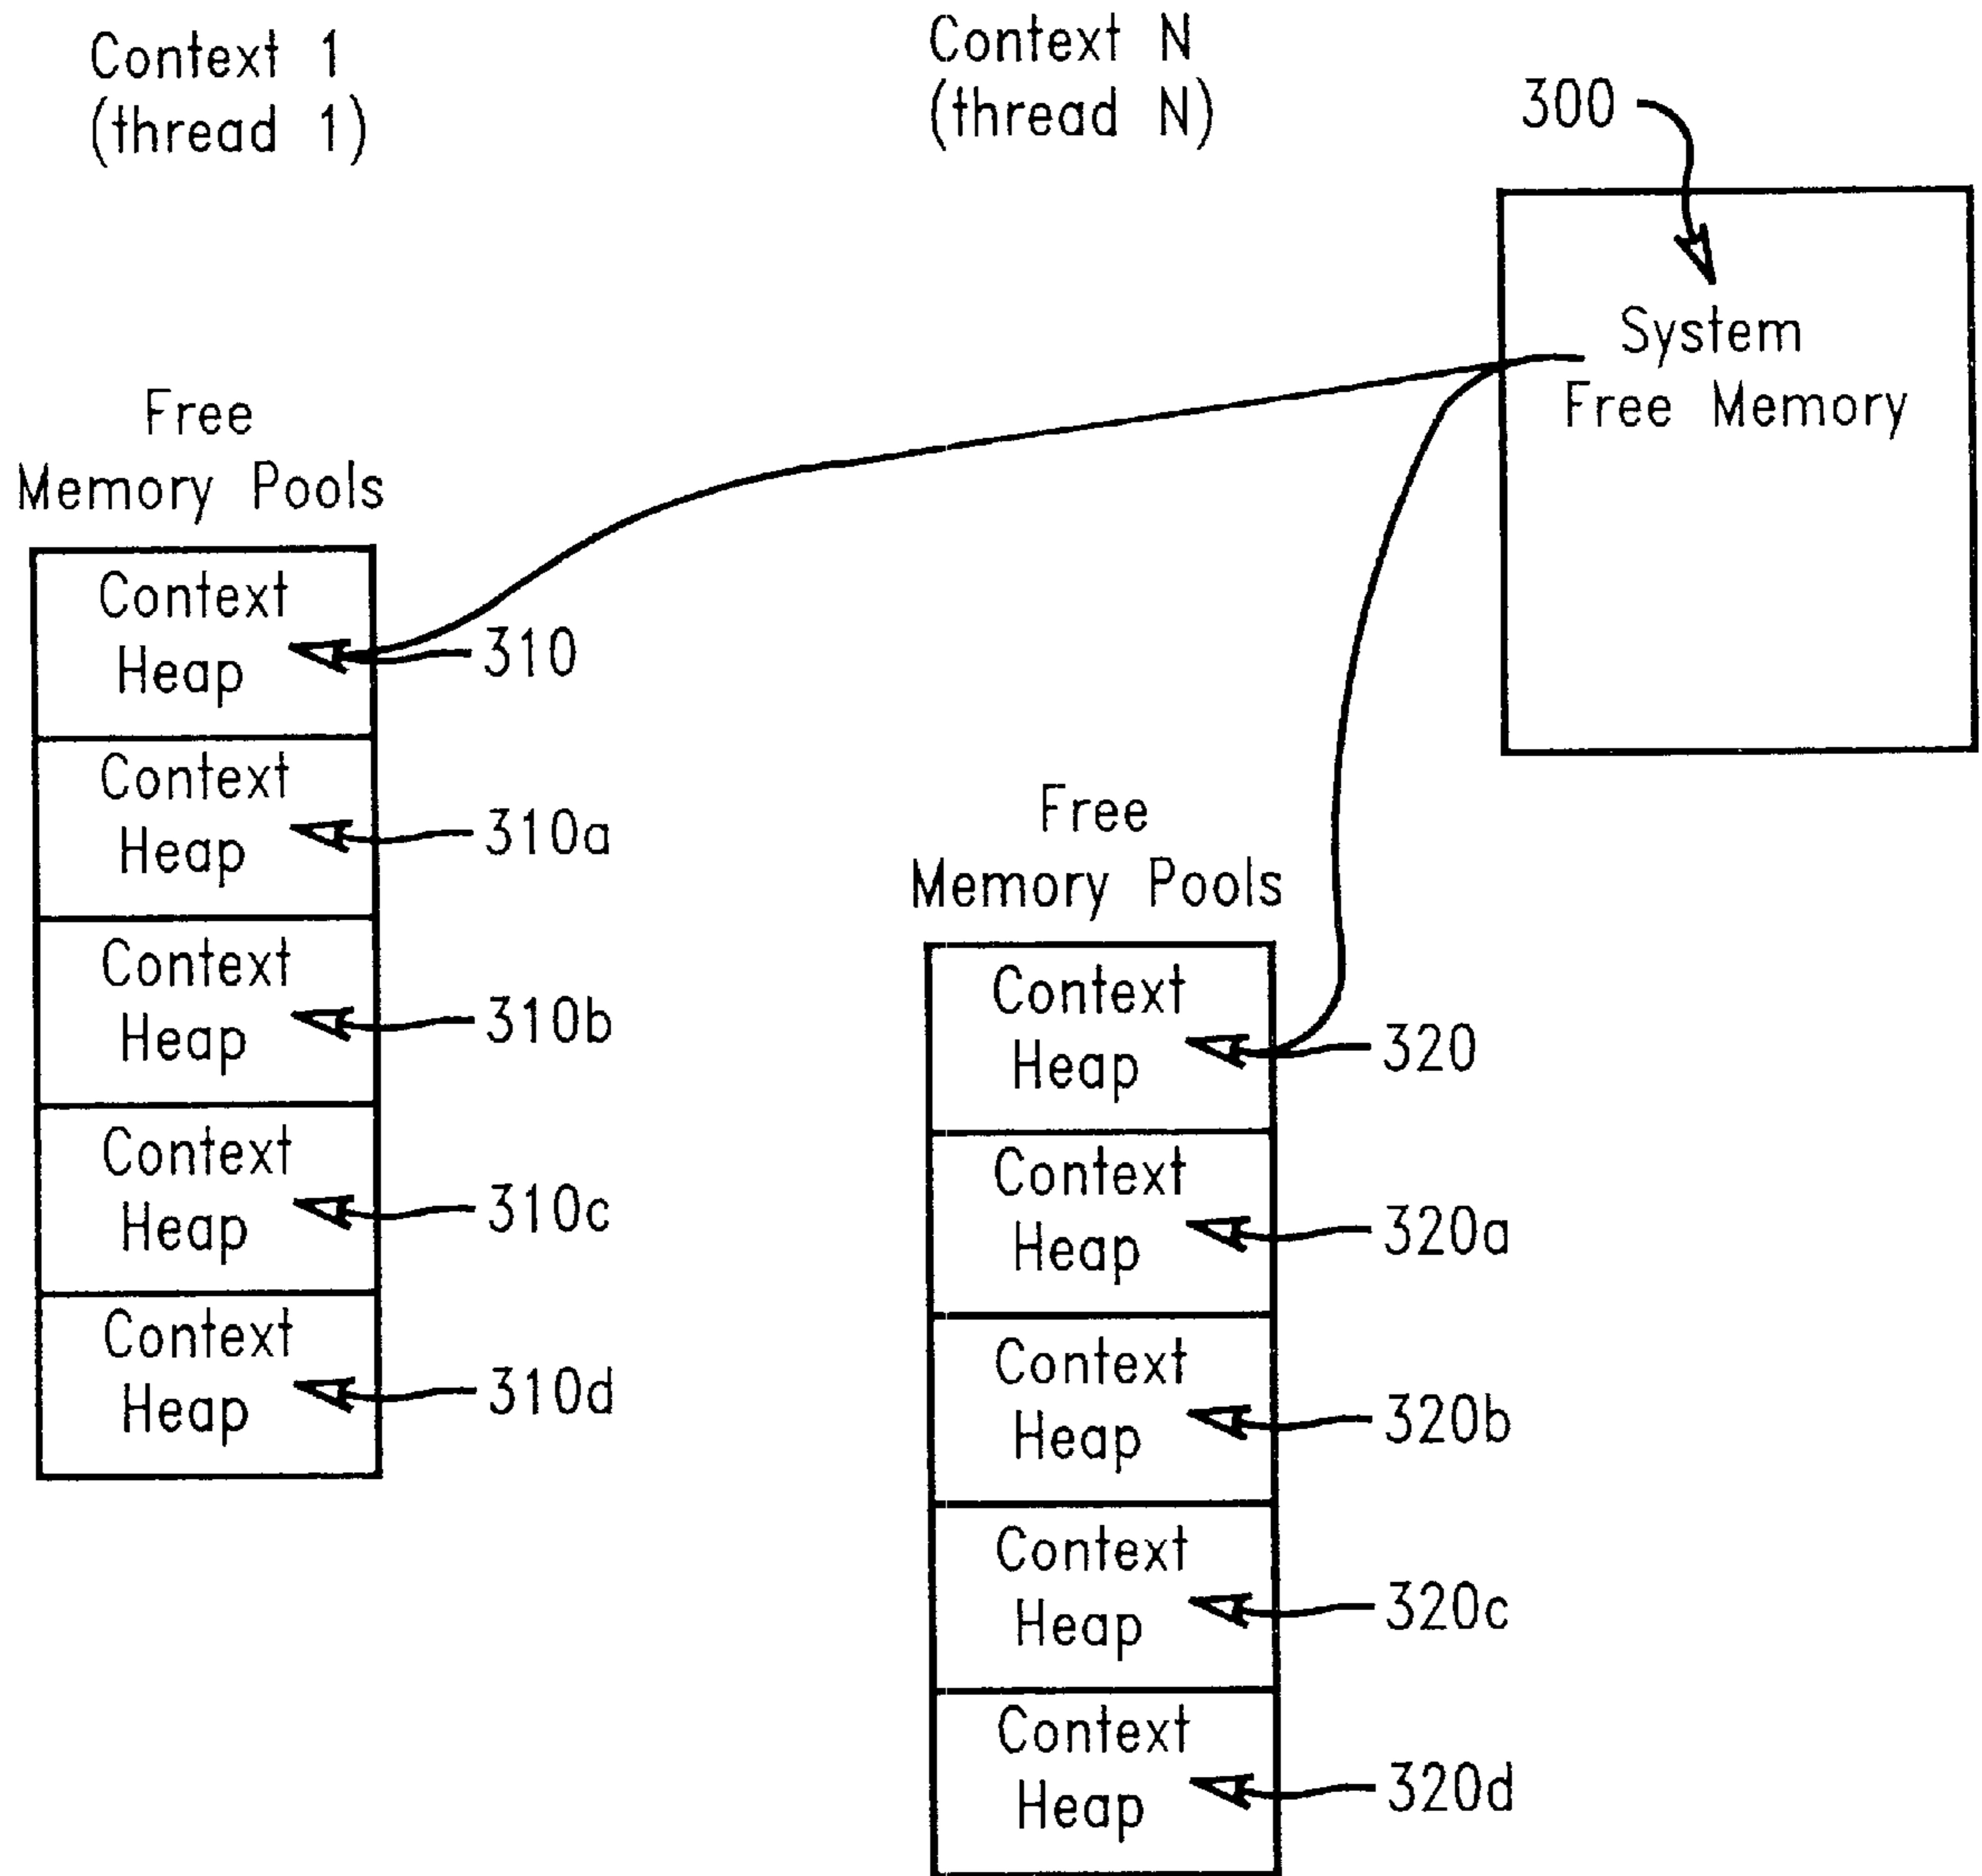 Context 1
(thread 1)
Context N
(thread N)
300
System
Free Memory
Free
Memory Pools
Context
Heap
310
Context
Heap
310a
Context
Heap
310b
Context
Heap
310c
Context
Heap
310d
Free
Memory Pools
Context
Heap
320
Context
Heap
320a
Context
Heap
320b
Context
Heap
320c
Context
Heap
320d